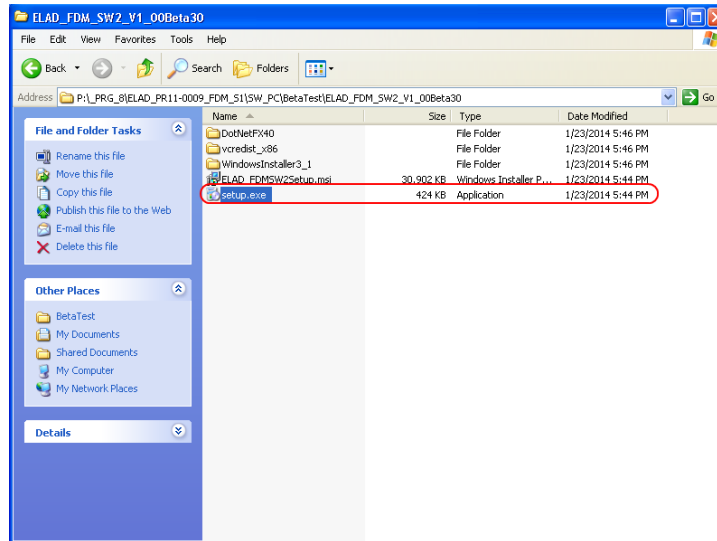 ELAD_FDM_SW2_V1_00Beta30
File Edit View Favorites Tools Help
Back Search Folders
Address P:\_PRG_8\ELAD_PR11-0009_FDM_S1\SW_PC\BetaTest\ELAD_FDM_SW2_V1_00Beta30 Go
Name Size Type Date Modified
DotNetFX40 File Folder 1/23/2014 5:46 PM
vcredist_x86 File Folder 1/23/2014 5:46 PM
WindowsInstaller3_1 File Folder 1/23/2014 5:46 PM
ELAD_FDMSW2Setup.msi 30.902 KB Windows Installer P... 1/23/2014 5:44 PM
setup.exe 424 KB Application 1/23/2014 5:44 PM
File and Folder Tasks
Rename this file
Move this file
Copy this file
Publish this file to the Web
E-mail this file
Delete this file
Other Places
BetaTest
My Documents
Shared Documents
My Computer
My Network Places
Details